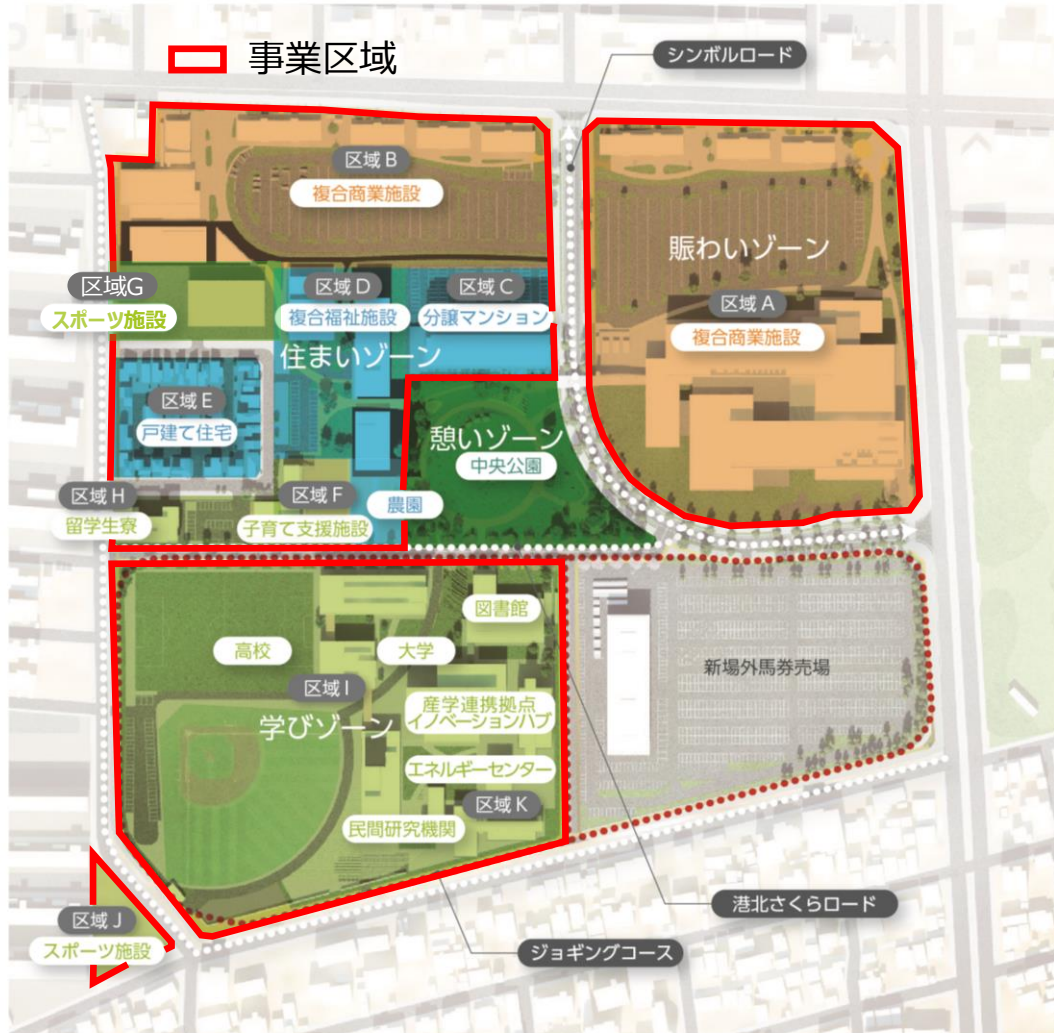 事業区域
シンボルロード
区域 B
複合商業施設
賑わいゾーン
区域 A
複合商業施設
区域G
スポーツ施設
区域 D
複合福祉施設
区域 C
分譲マンション
住まいゾーン
区域 E
戸建て住宅
憩いゾーン
中央公園
区域 H
留学生寮
区域 F
子育て支援施設
農園
図書館
高校
大学
新場外馬券売場
区域 I
学びゾーン
産学連携拠点
イノベーションハブ
エネルギーセンター
区域 K
民間研究機関
港北さくらロード
区域 J
スポーツ施設
ジョギングコース